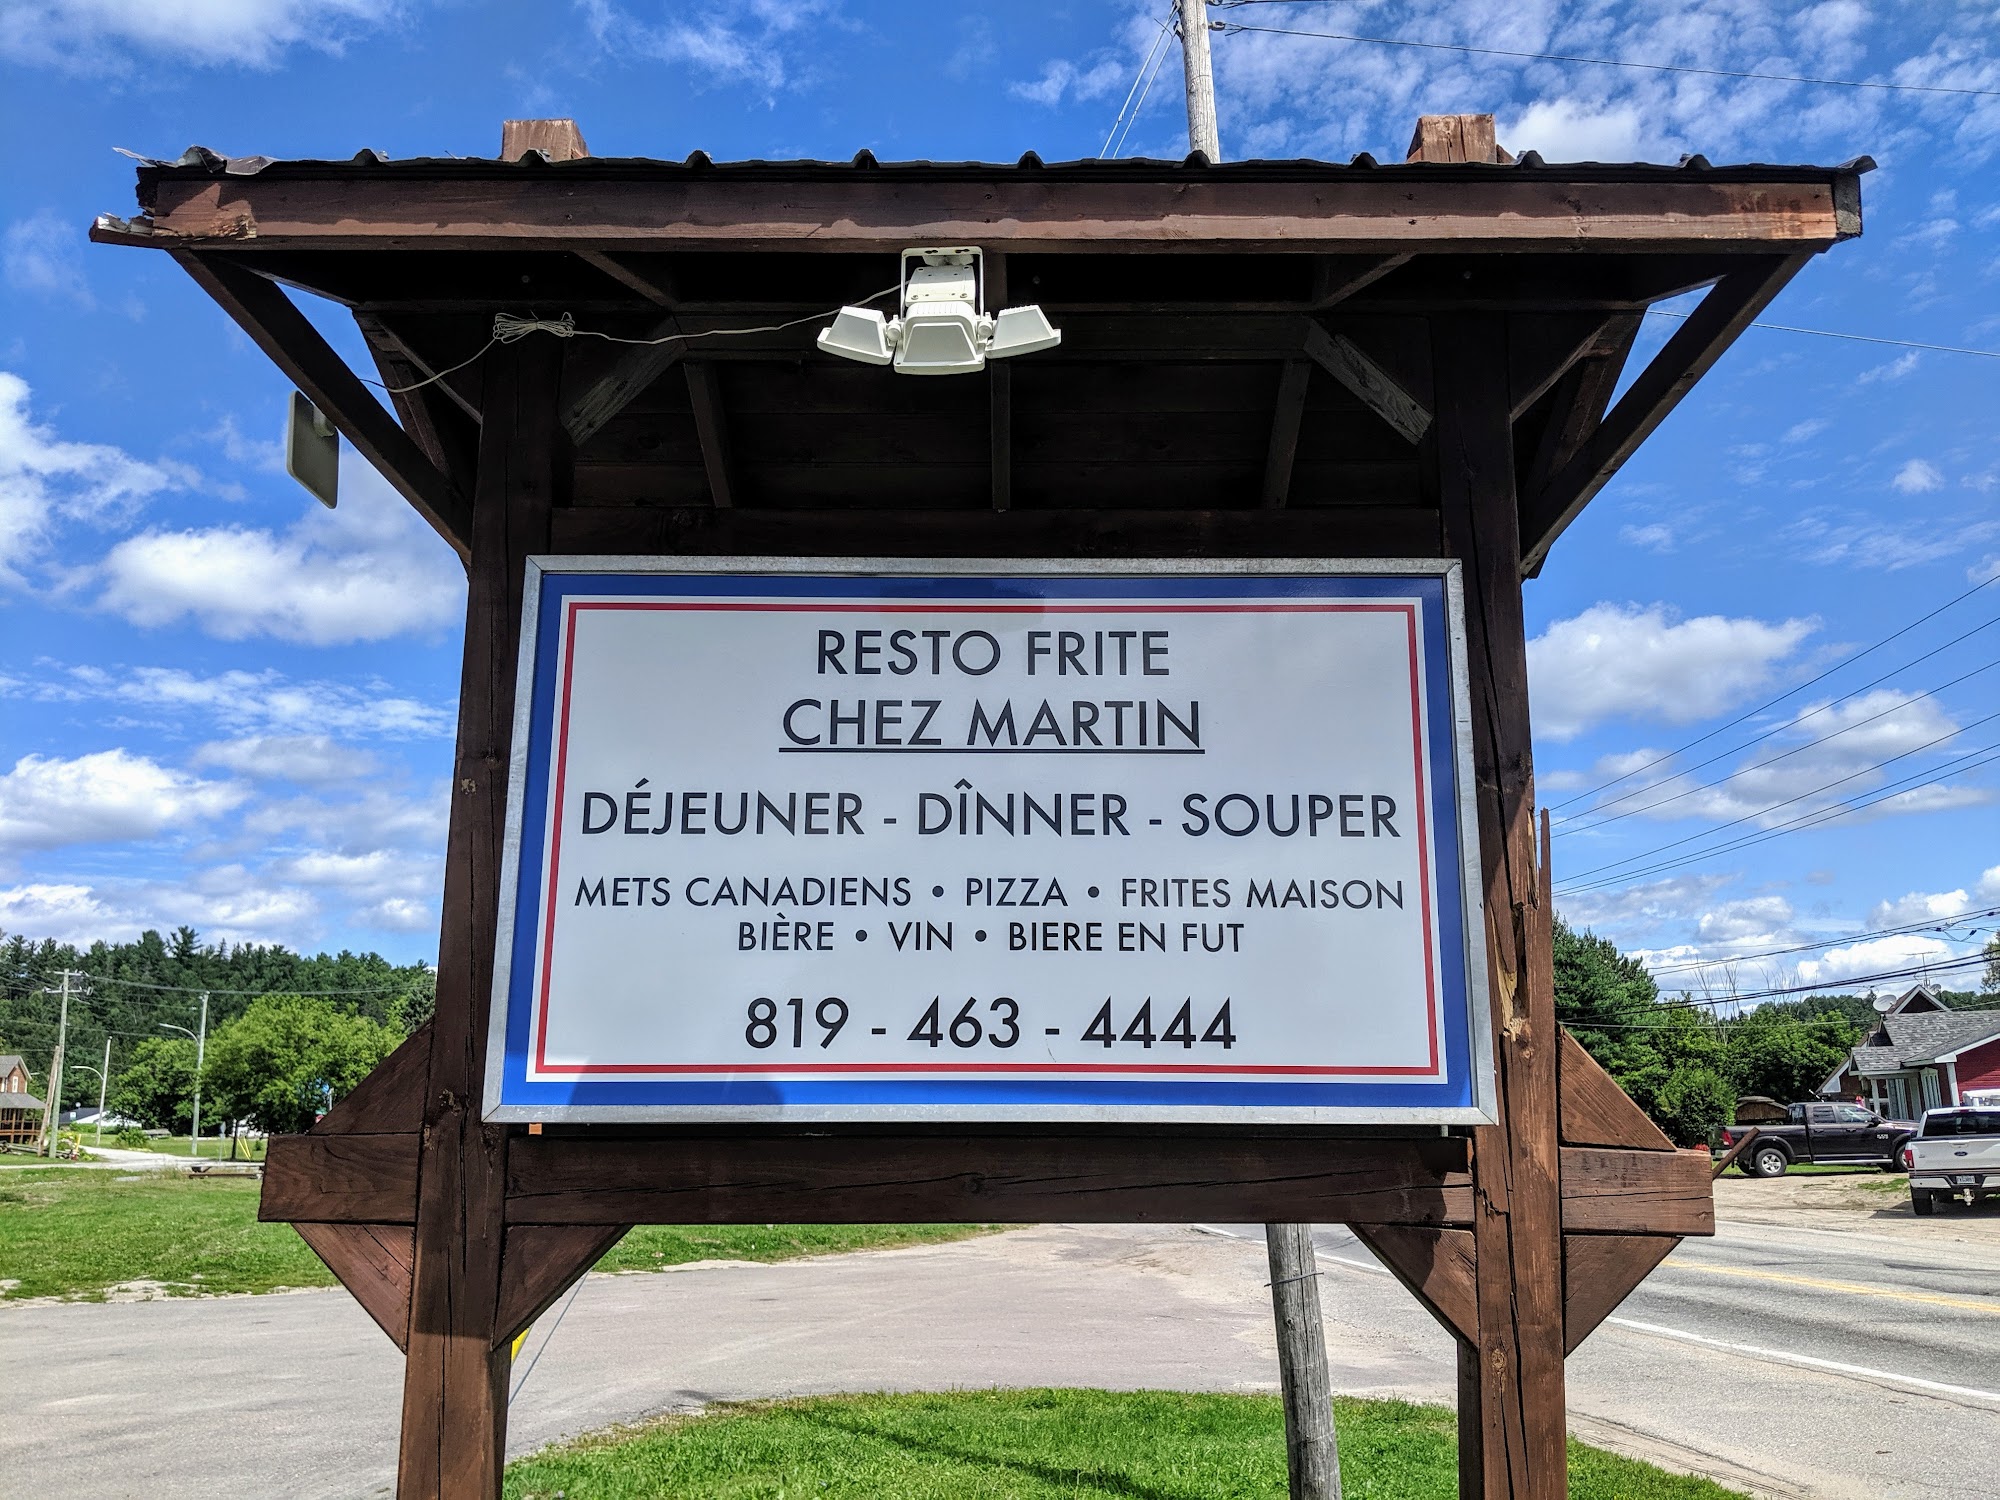 RESTO FRITE
CHEZ MARTIN
DÉJEUNER - DÎNNER - SOUPER
METS CANADIENS • PIZZA • FRITES MAISON
BIÈRE • VIN • BIERE EN FUT
819 - 463 - 4444